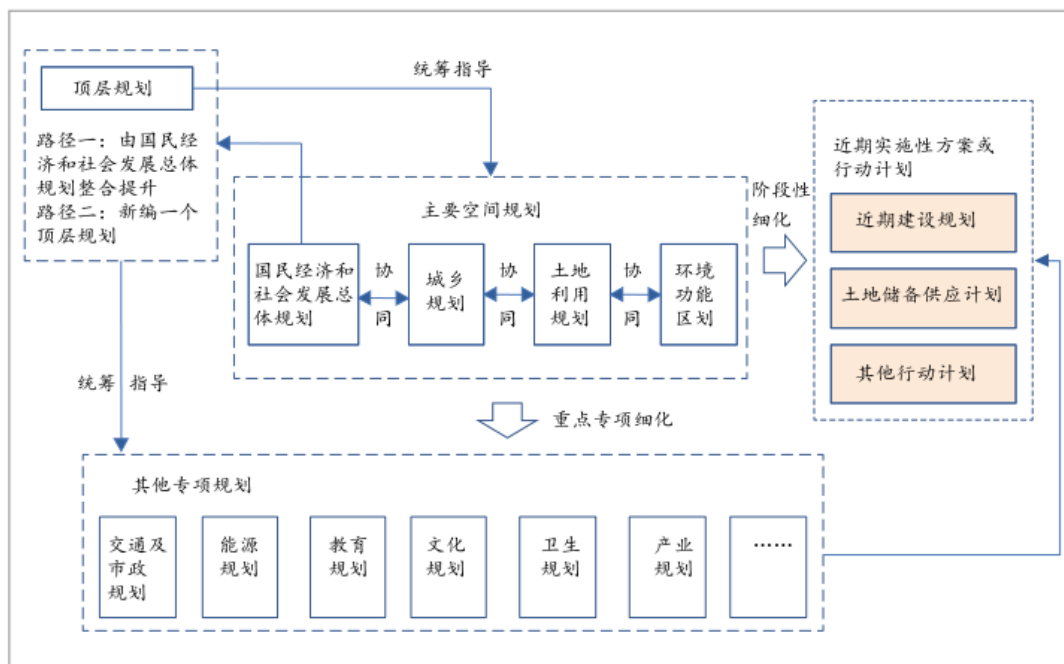 顶层规划
统筹指导
路径一：由国民经
济和社会发展总体
规划整合提升
路径二：新编一个
顶层规划
主要空间规划
国民经济和
社会发展总
体规划
协
同
城乡
规划
协
同
土地
利用
规划
协
同
环境
功能
区划
阶段性
细化
近期实施性方案或
行动计划
近期建设规划
土地储备供应计划
其他行动计划
统筹 指导
重点专项细化
其他专项规划
交通及
市政
规划
能源
规划
教育
规划
文化
规划
卫生
规划
产业
规划
……